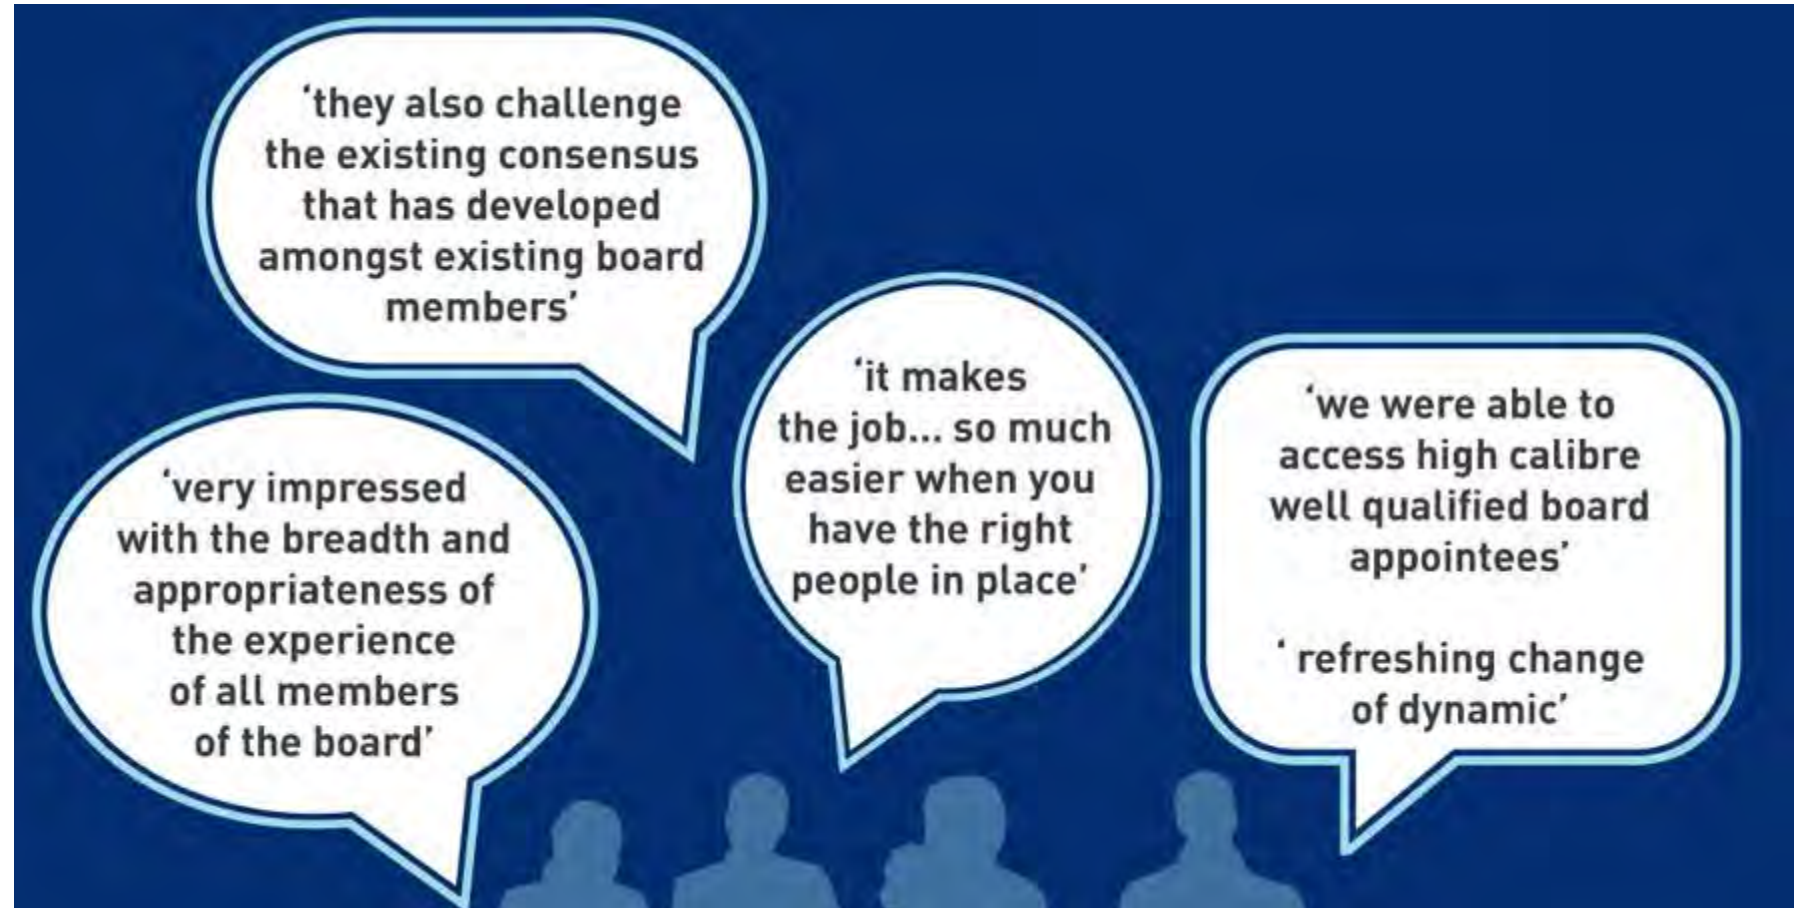 ‘they also challenge
the existing consensus
that has developed
amongst existing board
members’
‘very impressed
with the breadth and
appropriateness of
the experience
of all members
of the board’
‘it makes
the job... so much
easier when you
have the right
people in place’
‘we were able to
access high calibre
well qualified board
appointees’
‘ refreshing change
of dynamic’